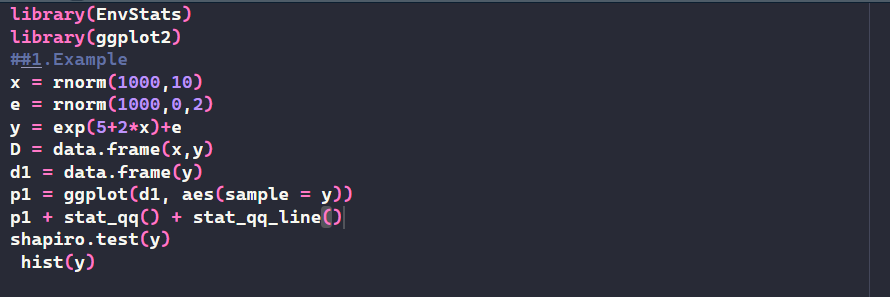 library(EnvStats)
library(ggplot2)
##1.Example
x = rnorm(1000,10)
e = rnorm(1000,0,2)
y = exp(5+2*x)+e
D = data.frame(x,y)
d1 = data.frame(y)
p1 = ggplot(d1, aes(sample = y))
p1 + stat_qq() + stat_qq_line()
shapiro.test(y)
 hist(y)